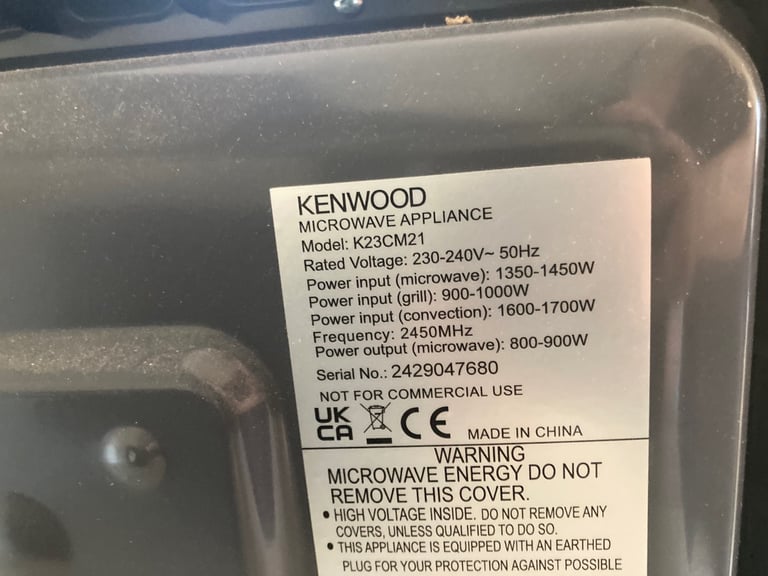 KENWOOD
MICROWAVE APPLIANCE
Model: K23CM21
Rated Voltage: 230-240V~ 50Hz
Power input (microwave): 1350-1450W
Power input (grill): 900-1000W
Power input (convection): 1600-1700W
Frequency: 2450MHz
Power output (microwave): 800-900W
Serial No.: 2429047680
NOT FOR COMMERCIAL USE
UK
CA CE MADE IN CHINA
WARNING
MICROWAVE ENERGY DO NOT
REMOVE THIS COVER.
• HIGH VOLTAGE INSIDE. DO NOT REMOVE ANY
COVERS, UNLESS QUALIFIED TO DO SO.
• THIS APPLIANCE IS EQUIPPED WITH AN EARTHED
PLUG FOR YOUR PROTECTION AGAINST POSSIBLE